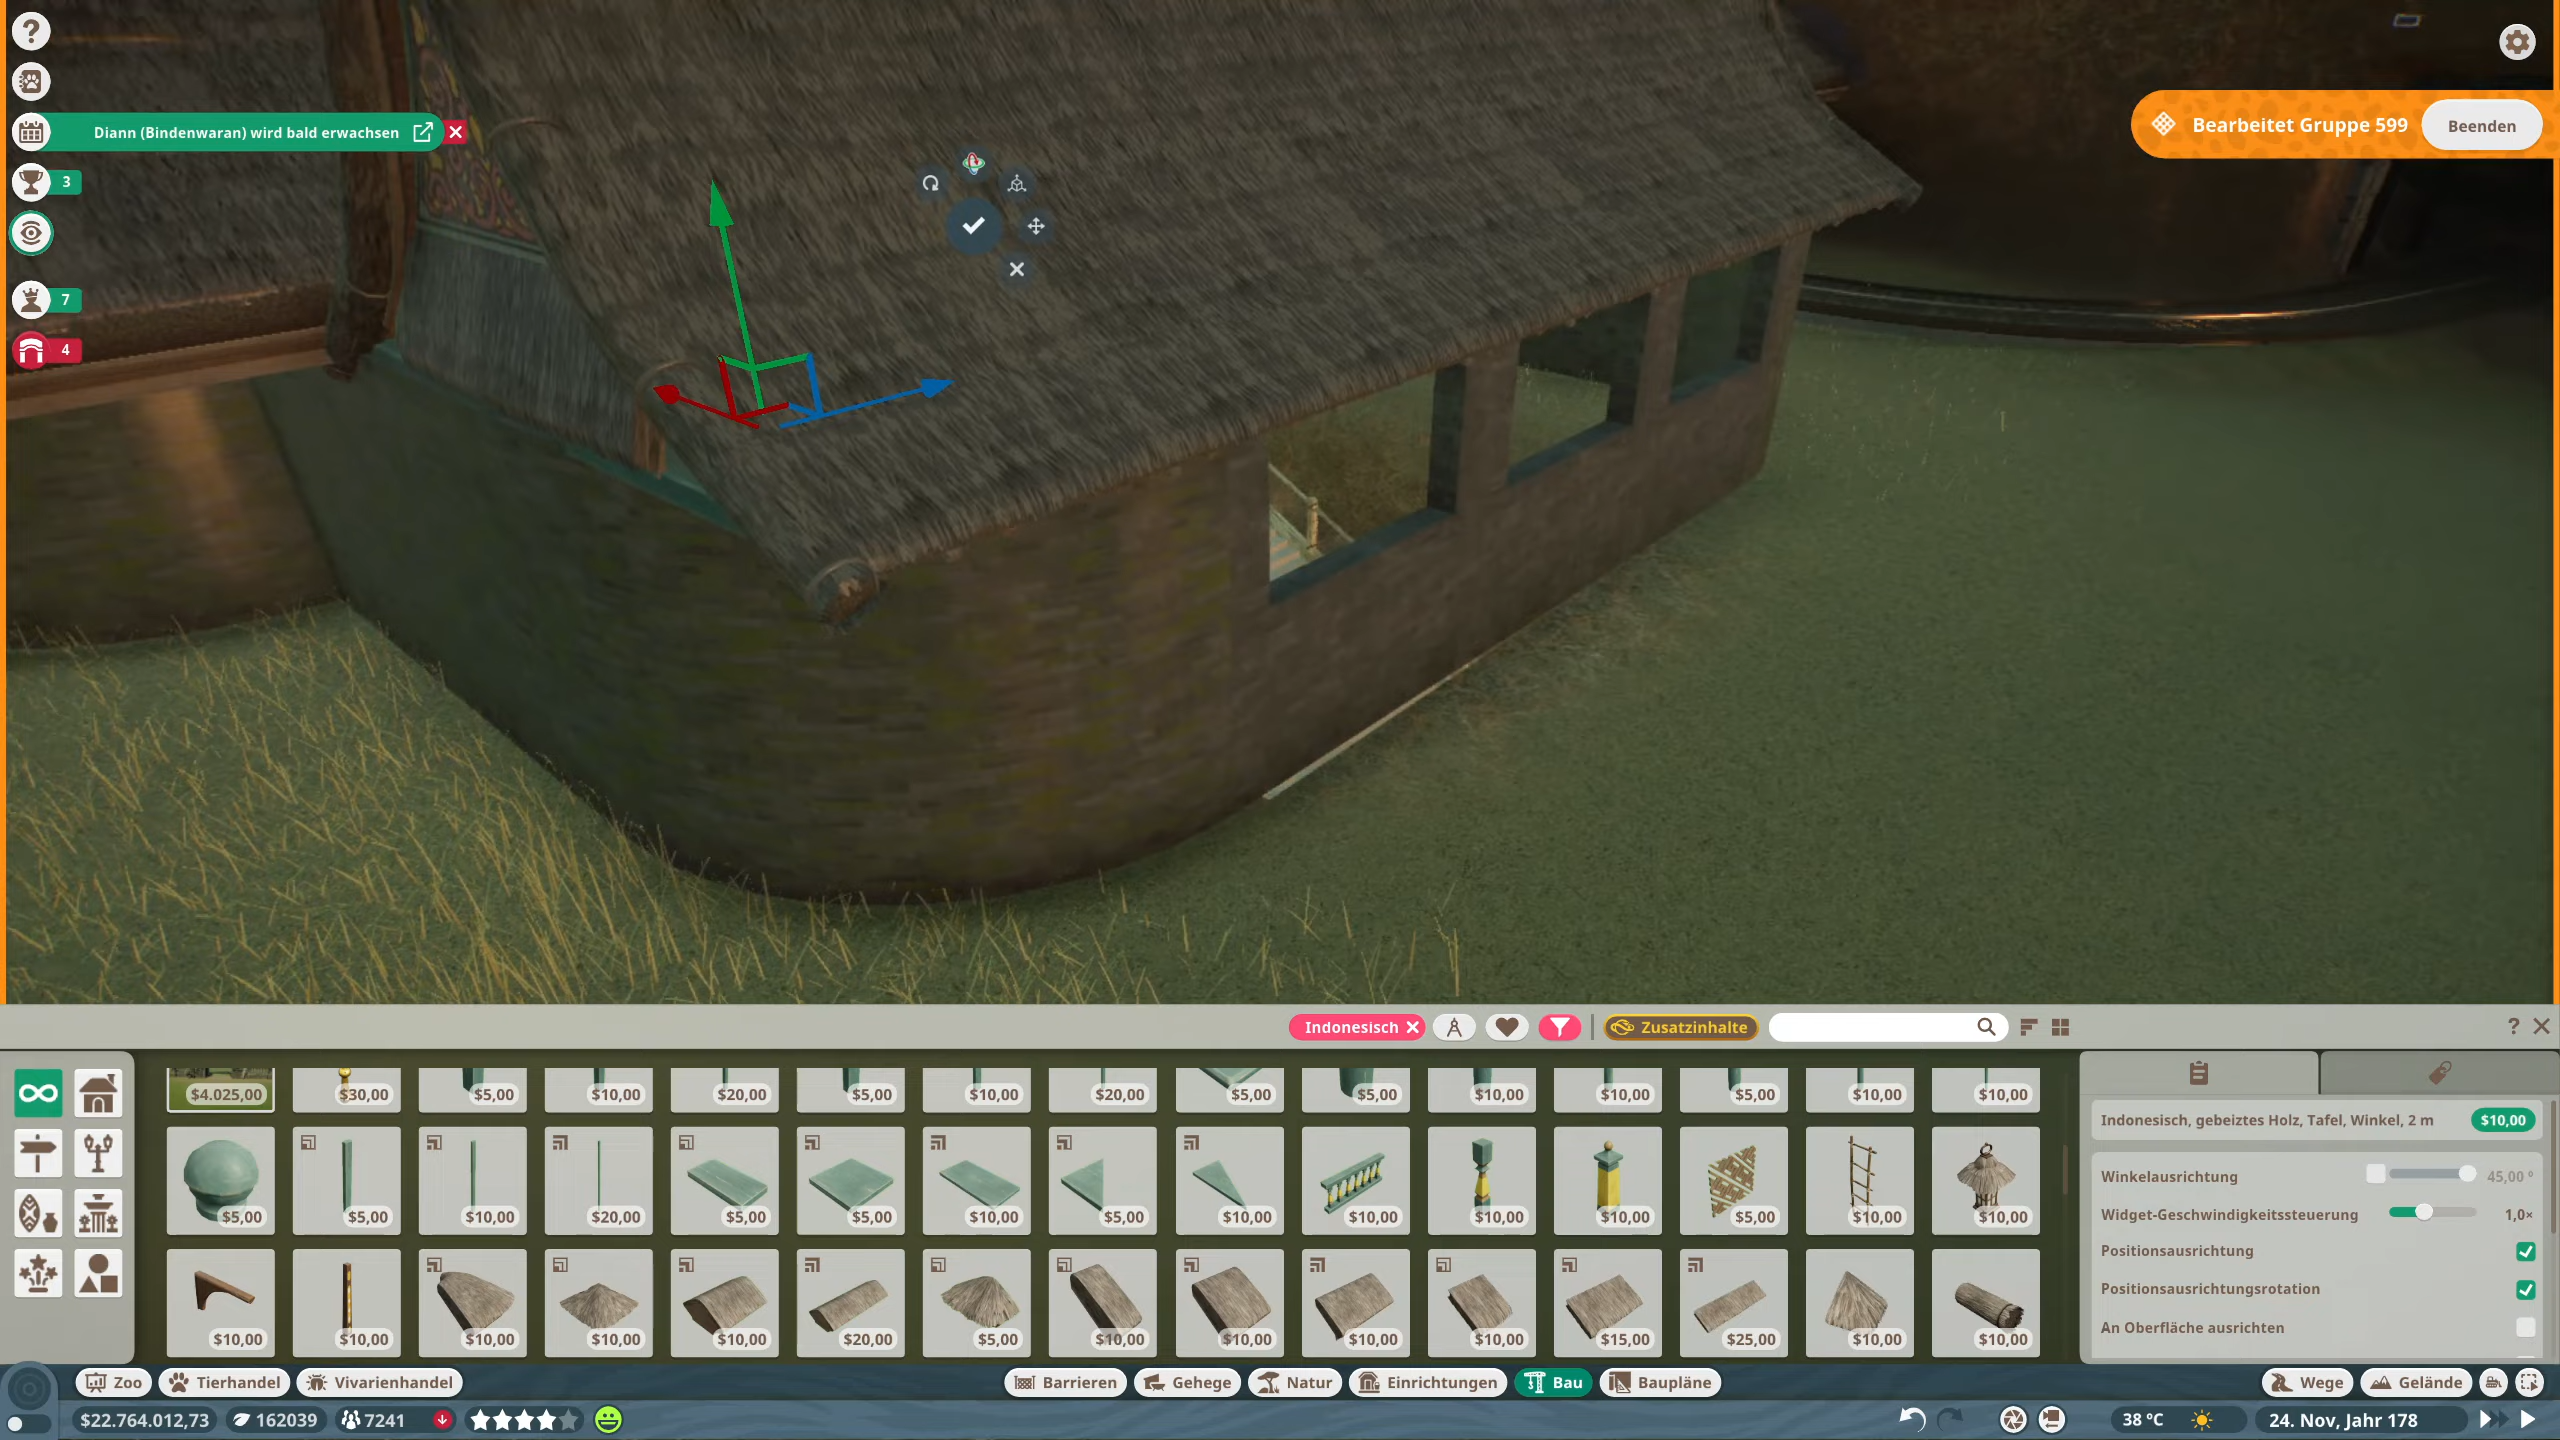 ?
Diann (Bindenwaran) wird bald erwachsen
3
7
4
Bearbeitet Gruppe 599
Beenden
Indonesisch
Zusatzinhalte
?
$4.025,00
$30,00
$5,00
$10,00
$20,00
$5,00
$10,00
$20,00
$5,00
$5,00
$10,00
$10,00
$5,00
$10,00
$10,00
$5,00
$5,00
$10,00
$20,00
$5,00
$5,00
$10,00
$5,00
$10,00
$10,00
$10,00
$10,00
$5,00
$10,00
$10,00
$10,00
$10,00
$10,00
$10,00
$10,00
$20,00
$5,00
$10,00
$10,00
$10,00
$10,00
$15,00
$25,00
$10,00
$10,00
Indonesisch, gebeiztes Holz, Tafel, Winkel, 2 m
$10,00
Winkelausrichtung
45,00 °
Widget-Geschwindigkeitssteuerung
1,0×
Positionsausrichtung
Positionsausrichtungsrotation
An Oberfläche ausrichten
Zoo
Tierhandel
Vivarienhandel
Barrieren
Gehege
Natur
Einrichtungen
Bau
Baupläne
Wege
Gelände
$22.764.012,73
162039
7241
38 °C
24. Nov, Jahr 178